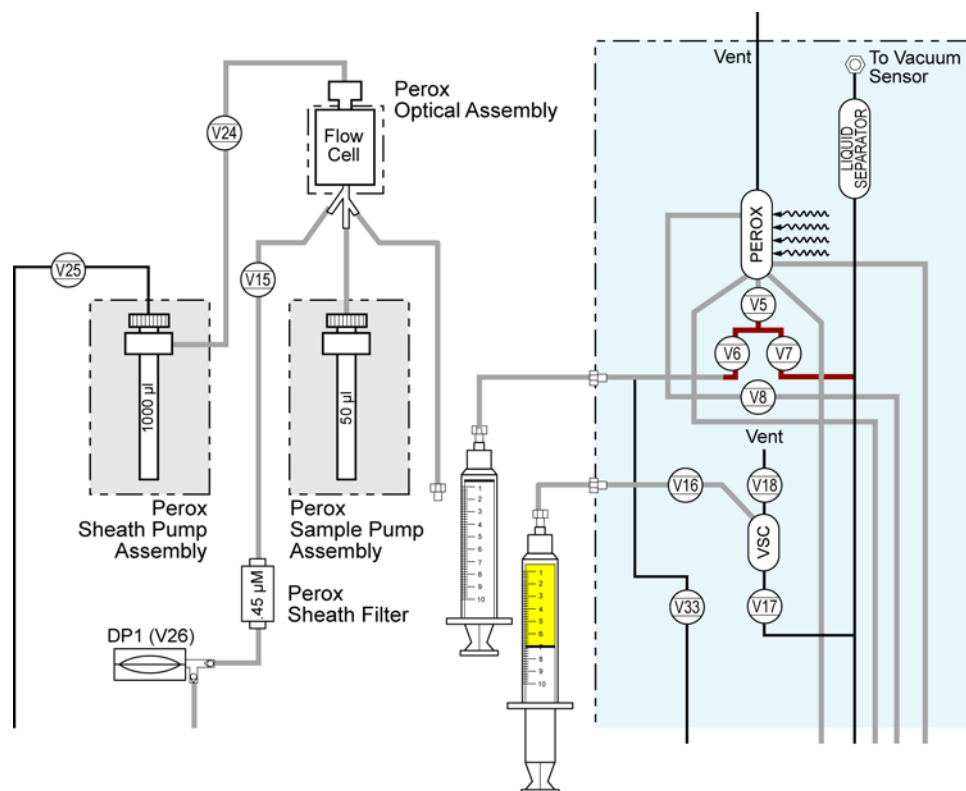 Vent
To Vacuum
Sensor
LIQUID
SEPARATOR
Perox
Optical Assembly
Flow
Cell
V24
V25
V15
PEROX
V5
V6
V7
V8
1000 µl
50 µl
Perox
Sheath Pump
Assembly
Perox
Sample Pump
Assembly
Vent
V16
V18
VSC
V17
V33
.45 µM
Perox
Sheath Filter
DP1 (V26)
1
2
3
4
5
6
7
8
9
10
1
2
3
4
5
6
7
8
9
10